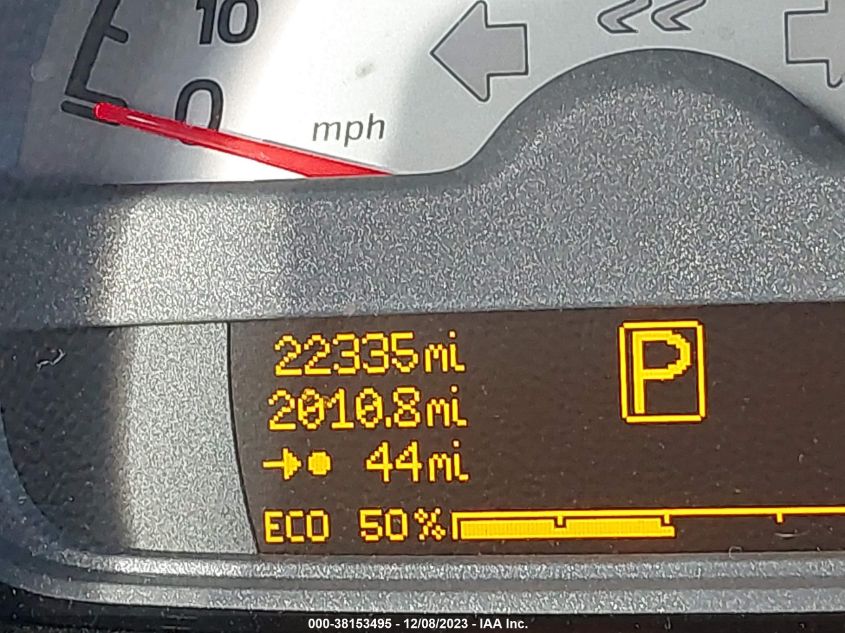 10
0
mph
22335mi
P
2010.8mi
44mi
ECO 50%
000-38153495 - 12/08/2023 - IAA Inc.